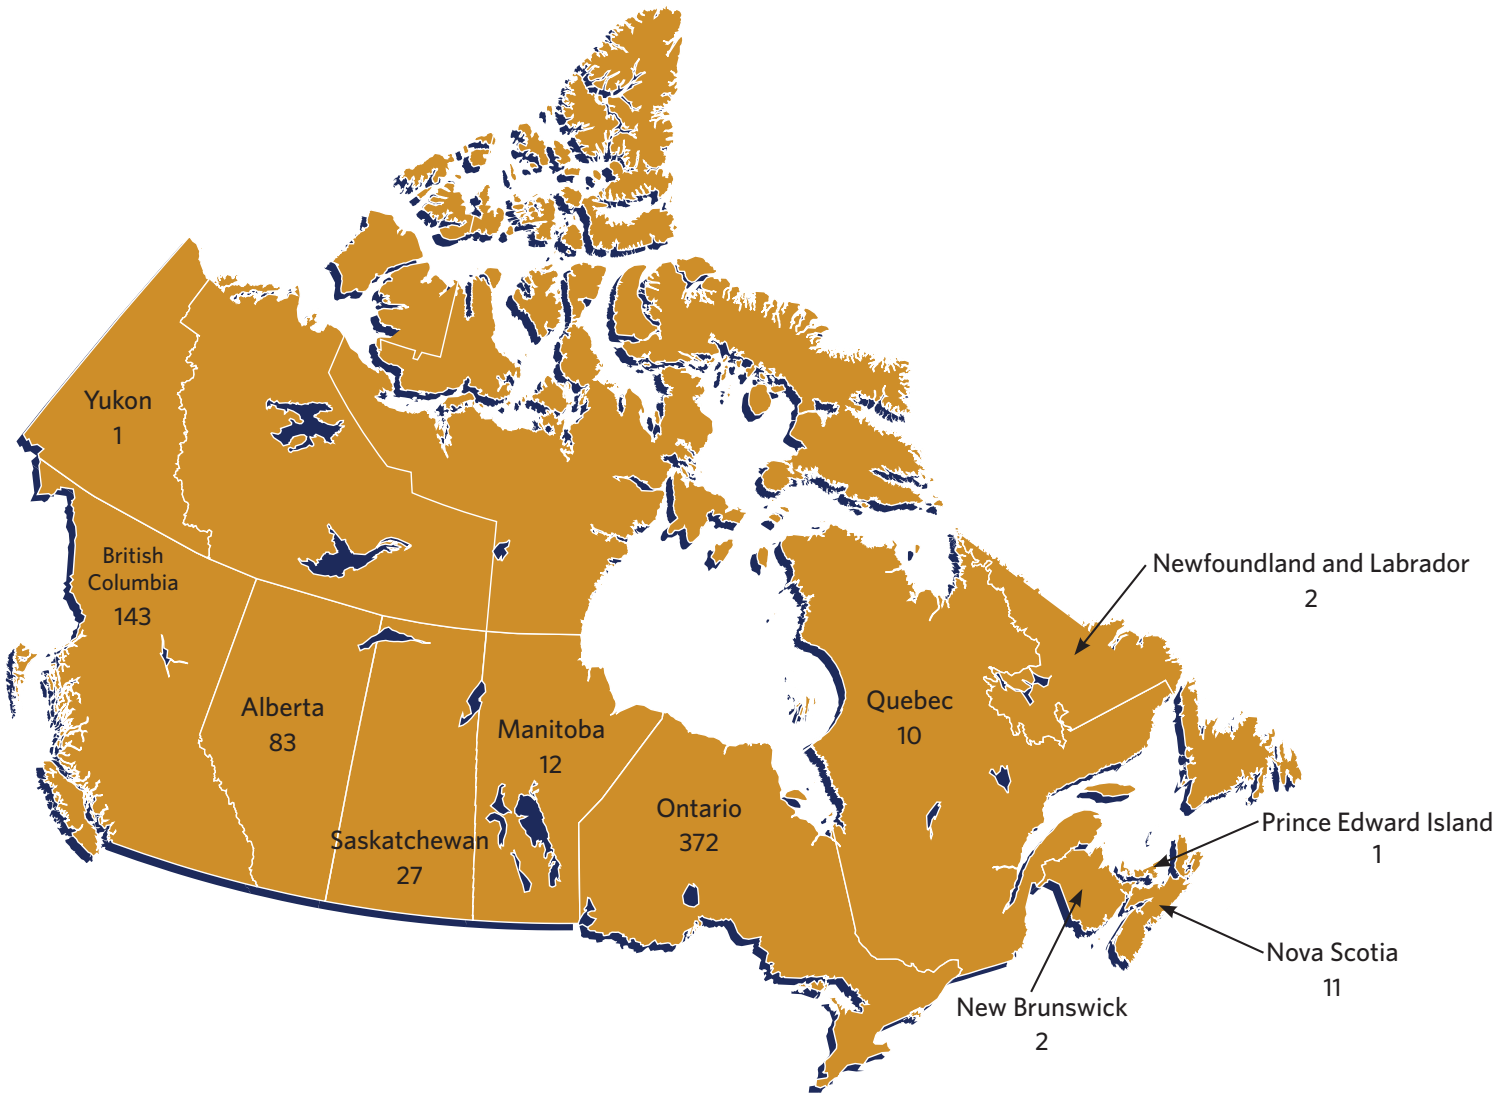 Yukon
1
British
Columbia
143
Alberta
83
Saskatchewan
27
Manitoba
12
Ontario
372
Quebec
10
Newfoundland and Labrador
2
Prince Edward Island
1
Nova Scotia
11
New Brunswick
2